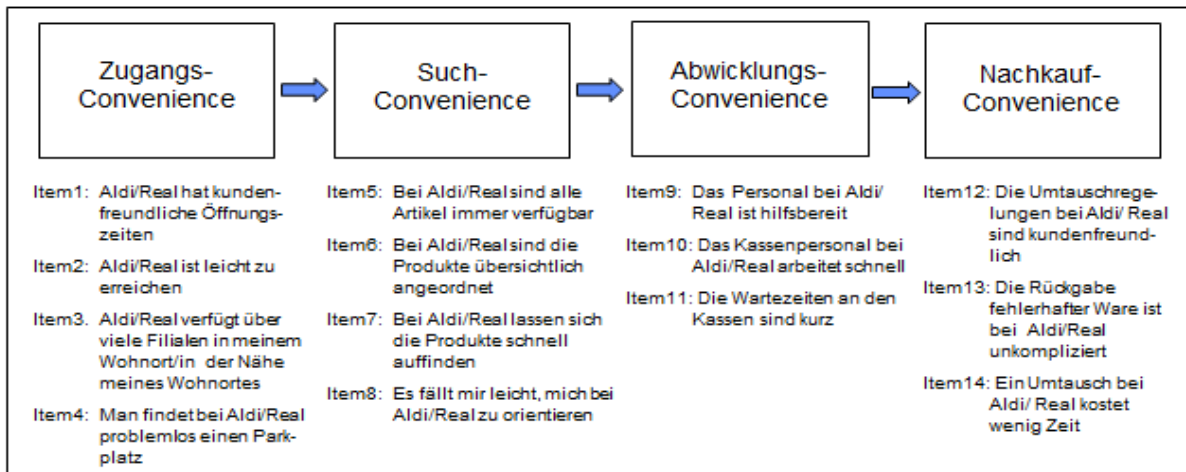 Zugangs-
Convenience
Such-
Convenience
Abwicklungs-
Convenience
Nachkauf-
Convenience
Item1: Aldi/Real hat kunden-
freundliche Öffnungs-
zeiten
Item2: Aldi/Real ist leicht zu
erreichen
Item3. Aldi/Real verfügt über
viele Filialen in meinem
Wohnort/in der Nähe
meines Wohnortes
Item4: Man findet bei Aldi/Real
problemlos einen Park-
platz
Item5: Bei Aldi/Real sind alle
Artikel immer verfügbar
Item6: Bei Aldi/Real sind die
Produkte übersichtlich
angeordnet
Item7: Bei Aldi/Real lassen sich
die Produkte schnell
auffinden
Item8: Es fällt mir leicht, mich bei
Aldi/Real zu orientieren
Item9: Das Personal bei Aldi/
Real ist hilfsbereit
Item10: Das Kassenpersonal bei
Aldi/Real arbeitet schnell
Item11: Die Wartezeiten an den
Kassen sind kurz
Item12: Die Umtauschrege-
lungen bei Aldi/ Real
sind kundenfreund-
lich
Item13: Die Rückgabe
fehlerhafter Ware ist
bei Aldi/Real
unkompliziert
Item14: Ein Umtausch bei
Aldi/ Real kostet
wenig Zeit